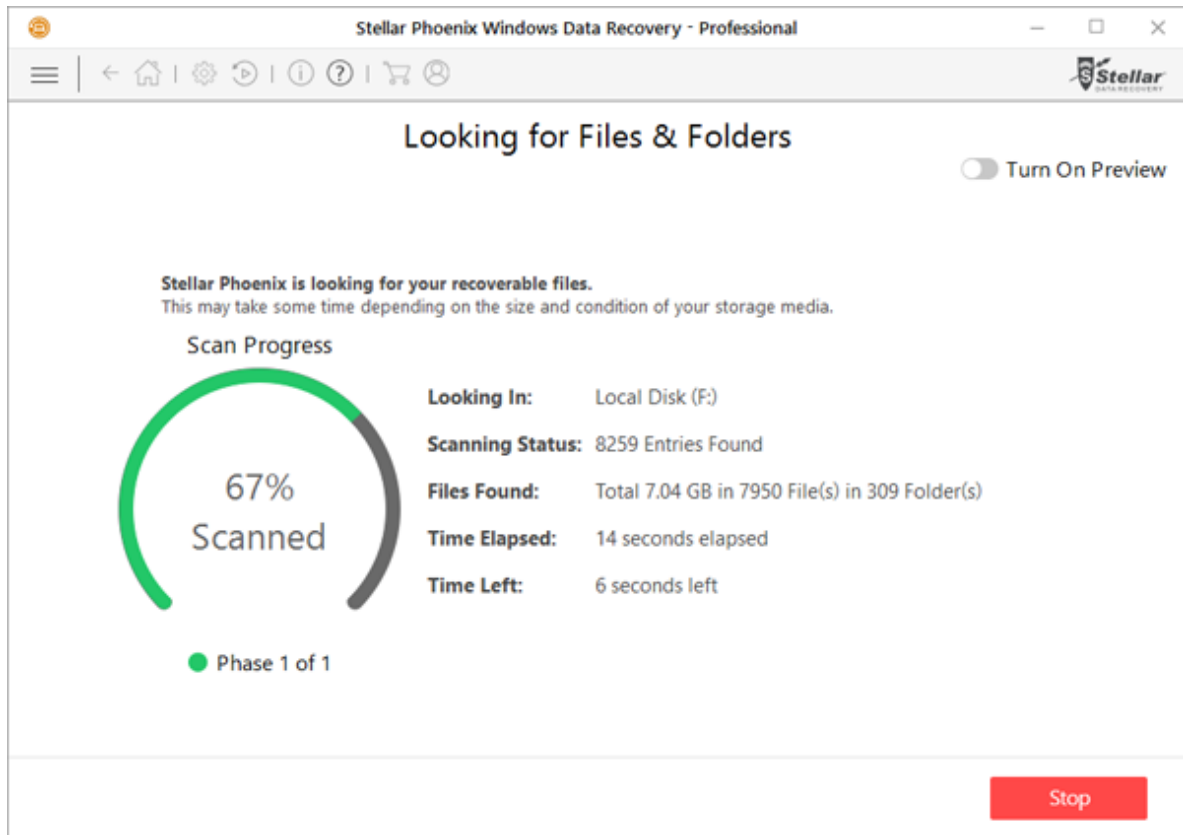 Stellar Phoenix Windows Data Recovery - Professional
Stellar
DATA RECOVERY
Looking for Files & Folders
Turn On Preview
Stellar Phoenix is looking for your recoverable files.
This may take some time depending on the size and condition of your storage media.
Scan Progress
67%
Scanned
Looking In: Local Disk (F:)
Scanning Status: 8259 Entries Found
Files Found: Total 7.04 GB in 7950 File(s) in 309 Folder(s)
Time Elapsed: 14 seconds elapsed
Time Left: 6 seconds left
Phase 1 of 1
Stop